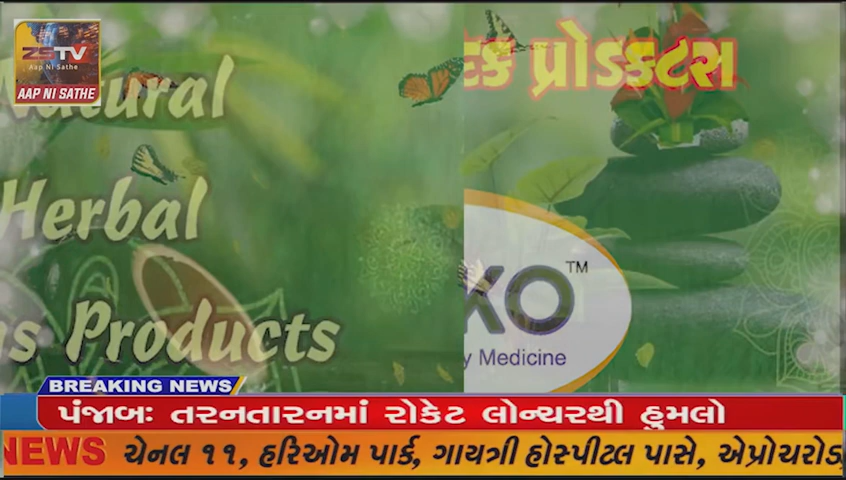 ZSTV
Aap Ni Sathe
AAP NI SATHE
Natural
Herbal
Products
પ્રોડક્ટસ
KO
TM
Medicine
BREAKING NEWS
પંજાબઃ તરનતારનમાં રોકેટ લોન્ચરથી હુમલો
NEWS ચેનલ ૧૧, હરિઓમ પાર્ક, ગાયત્રી હોસ્પીટલ પાસે, એપ્રોચરોડ,